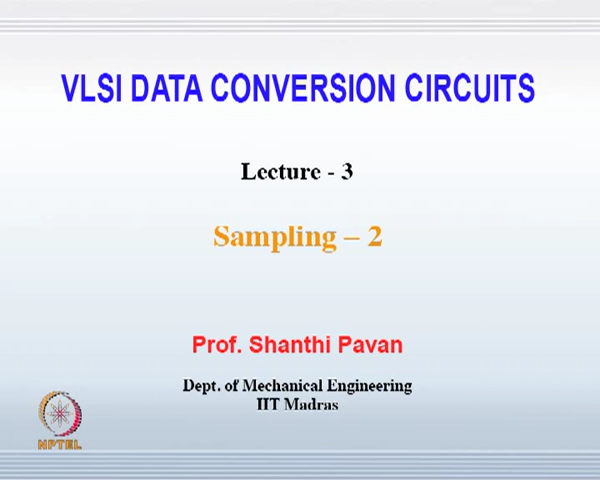 VLSI DATA CONVERSION CIRCUITS
Lecture - 3
Sampling – 2
Prof. Shanthi Pavan
Dept. of Mechanical Engineering
IIT Madras
NPTEL